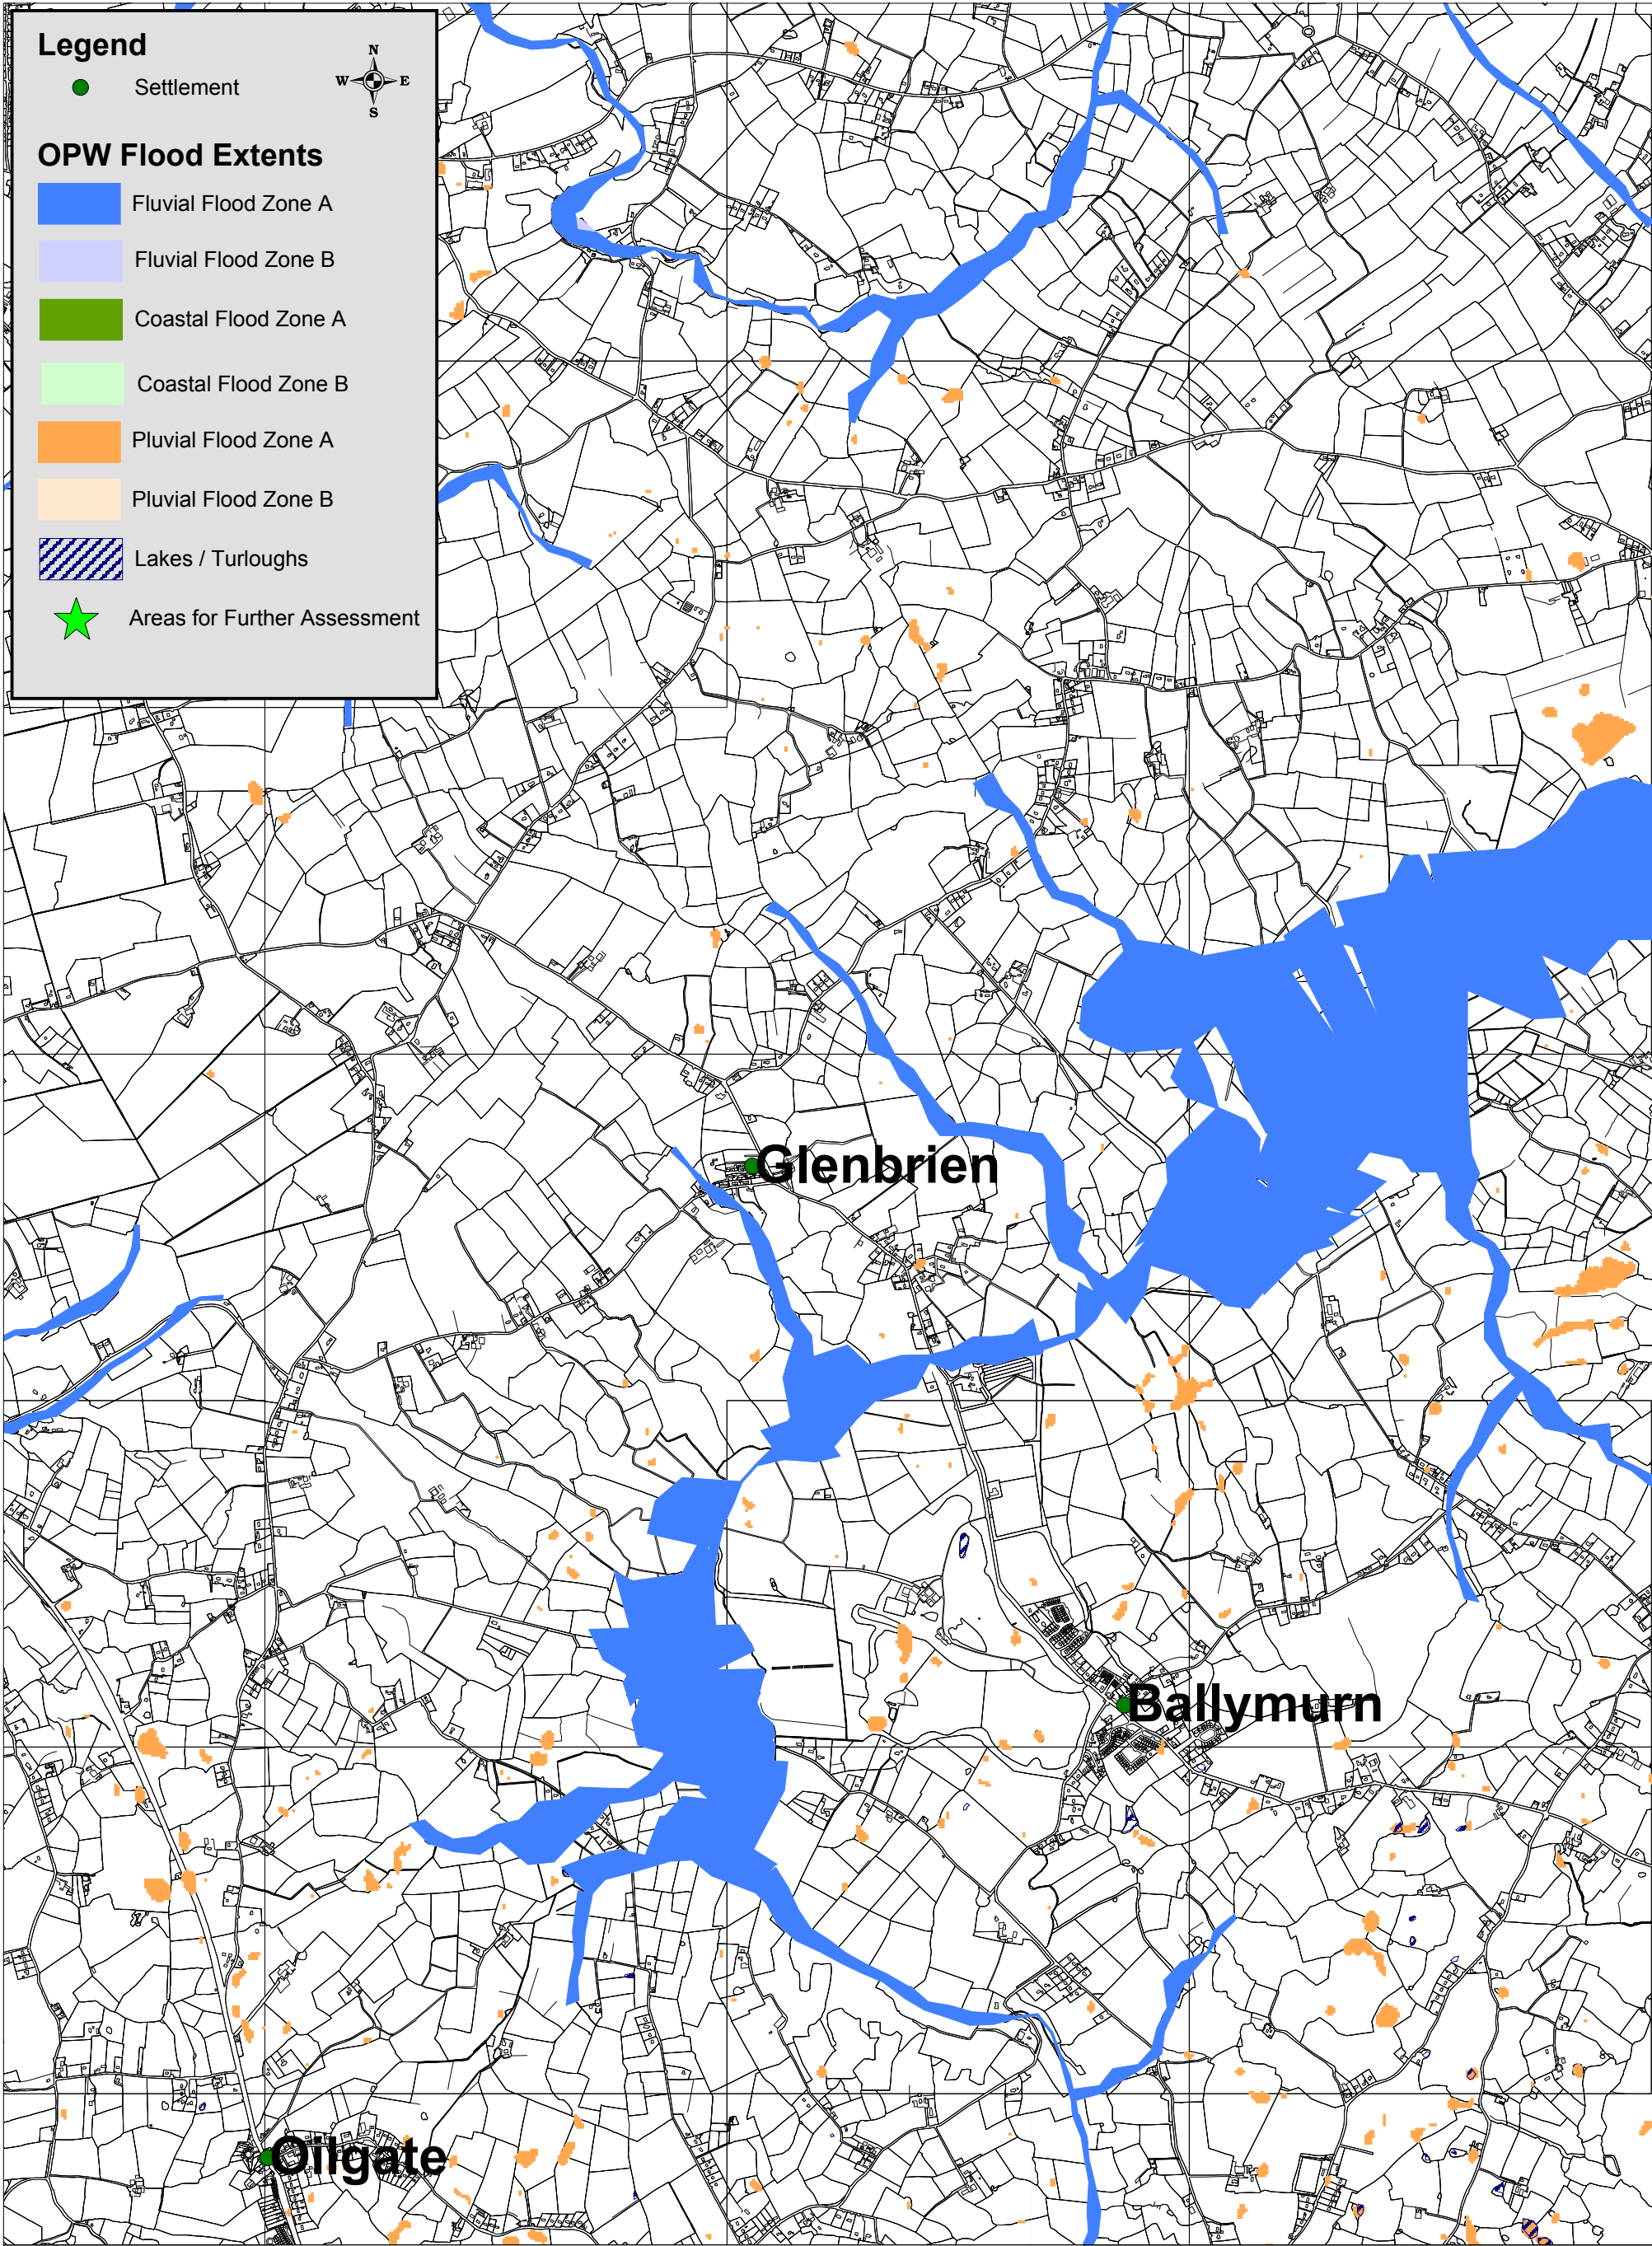 Legend
N
W E
S
Settlement
OPW Flood Extents
Fluvial Flood Zone A
Fluvial Flood Zone B
Coastal Flood Zone A
Coastal Flood Zone B
Pluvial Flood Zone A
Pluvial Flood Zone B
Lakes / Turloughs
Areas for Further Assessment
Glenbrien
Ballymurn
Oilgate